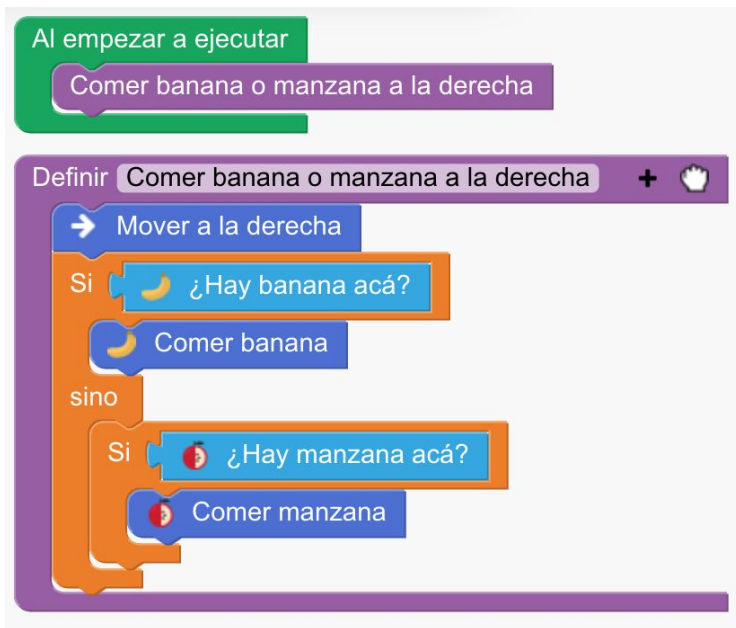 Al empezar a ejecutar
Comer banana o manzana a la derecha
Definir Comer banana o manzana a la derecha +
Mover a la derecha
Si ¿Hay banana acá?
Comer banana
sino
Si ¿Hay manzana acá?
Comer manzana